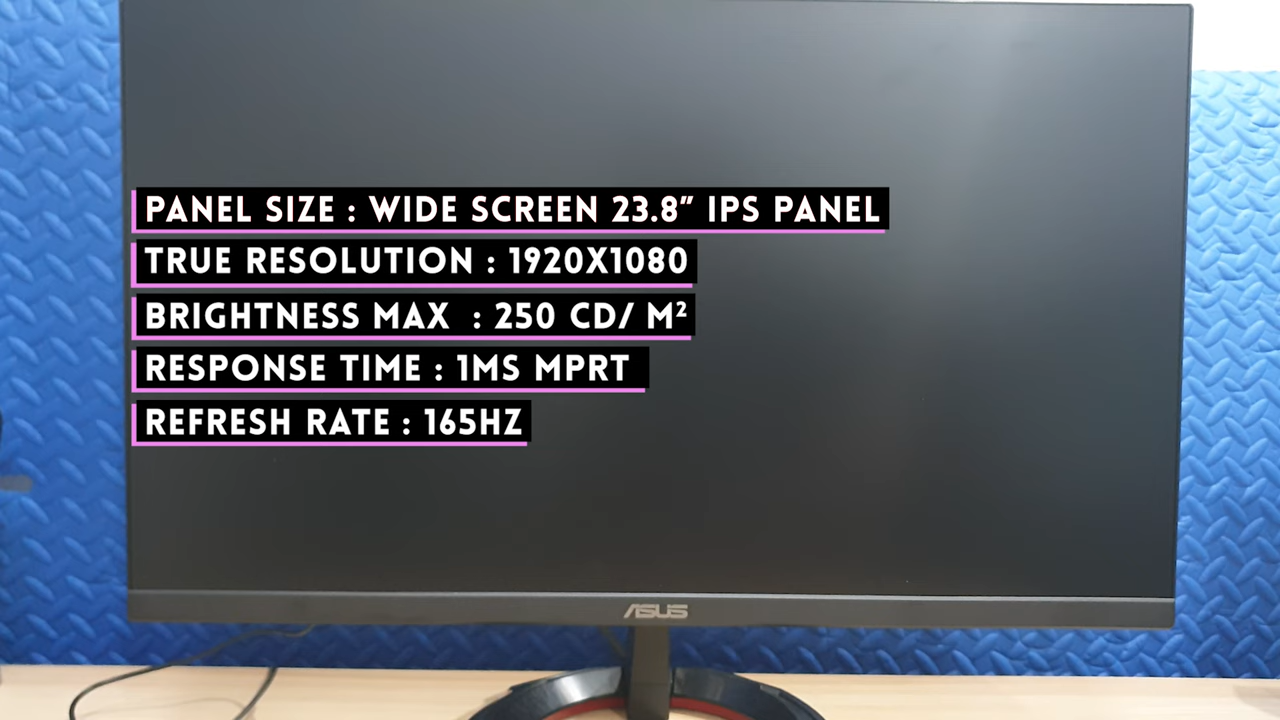 PANEL SIZE : WIDE SCREEN 23.8” IPS PANEL
TRUE RESOLUTION : 1920X1080
BRIGHTNESS MAX  : 250 CD/ M²
RESPONSE TIME : 1MS MPRT
REFRESH RATE : 165HZ
ASUS